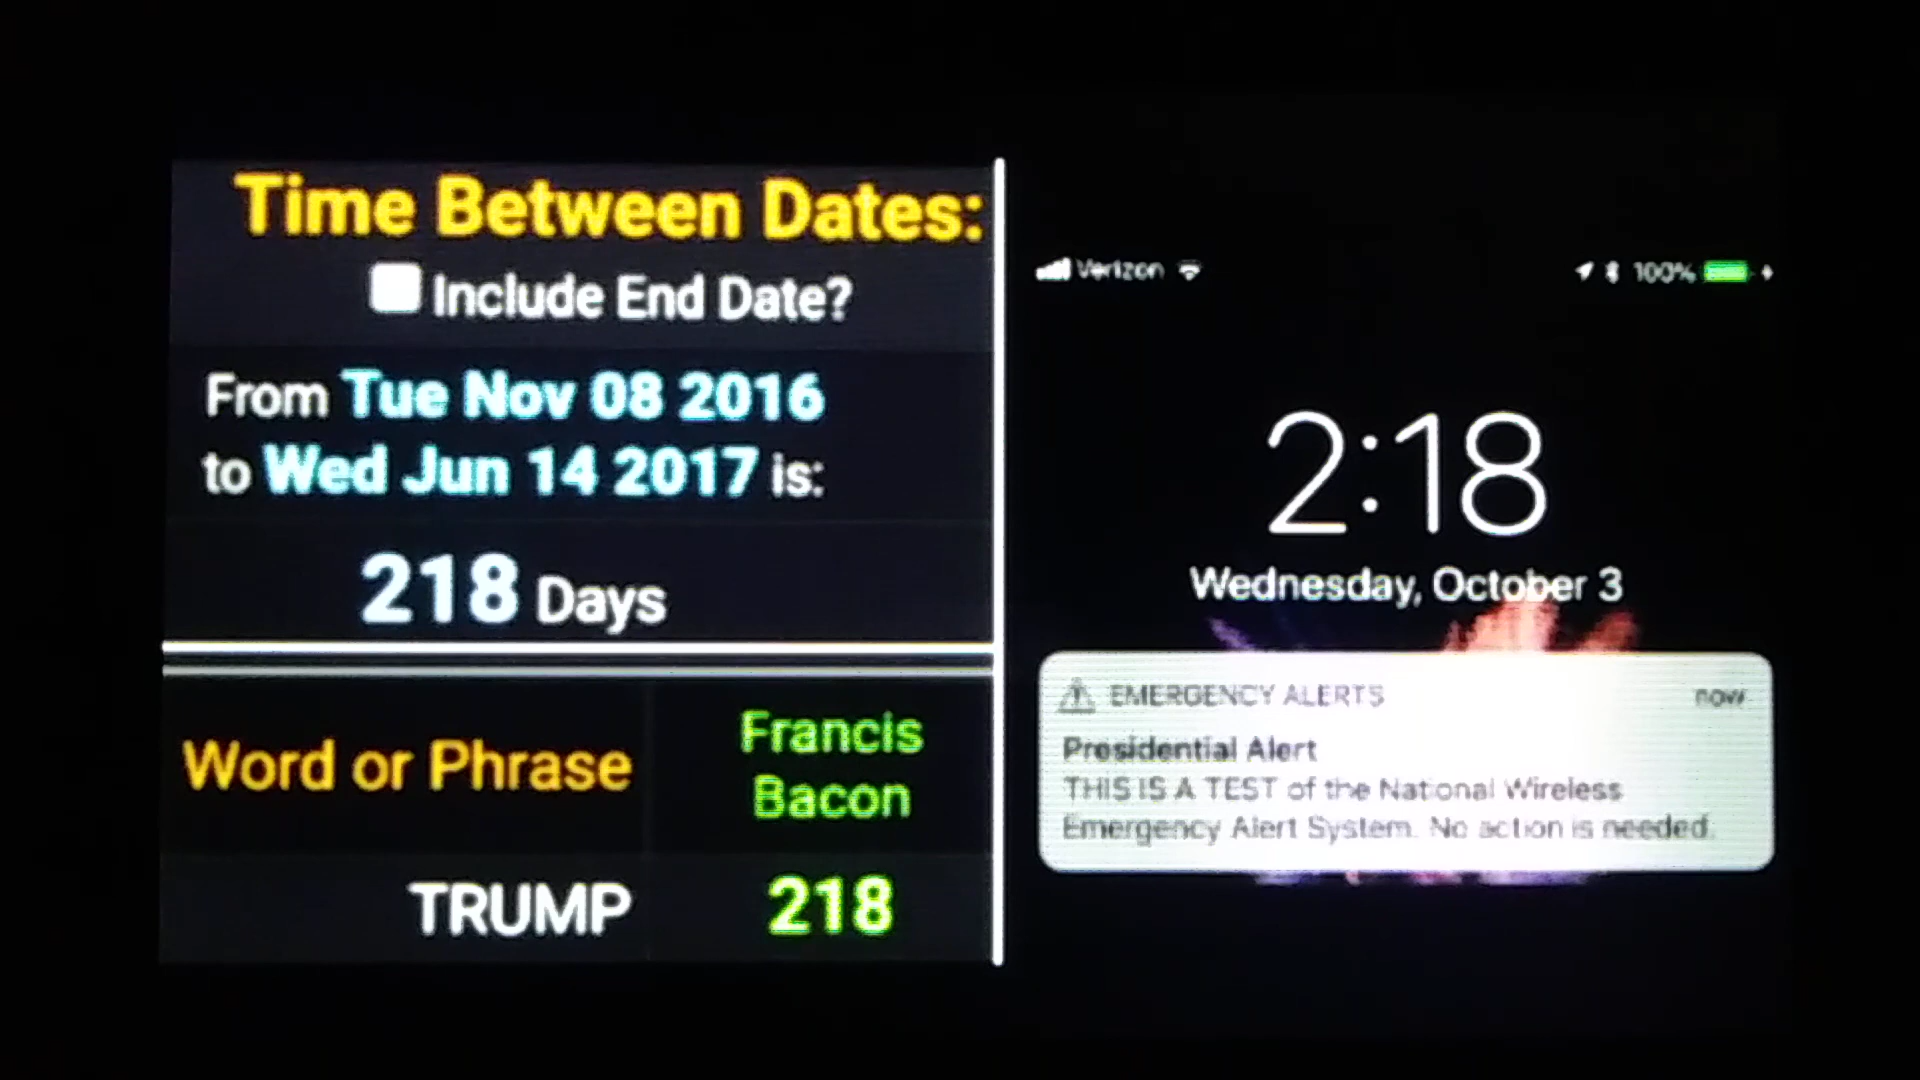 Time Between Dates:
Include End Date?
From Tue Nov 08 2016
to Wed Jun 14 2017 is:
218 Days
Word or Phrase
Francis
Bacon
TRUMP
218
Verizon
100%
2:18
Wednesday, October 3
EMERGENCY ALERTS
now
Presidential Alert
THIS IS A TEST of the National Wireless
Emergency Alert System. No action is needed.